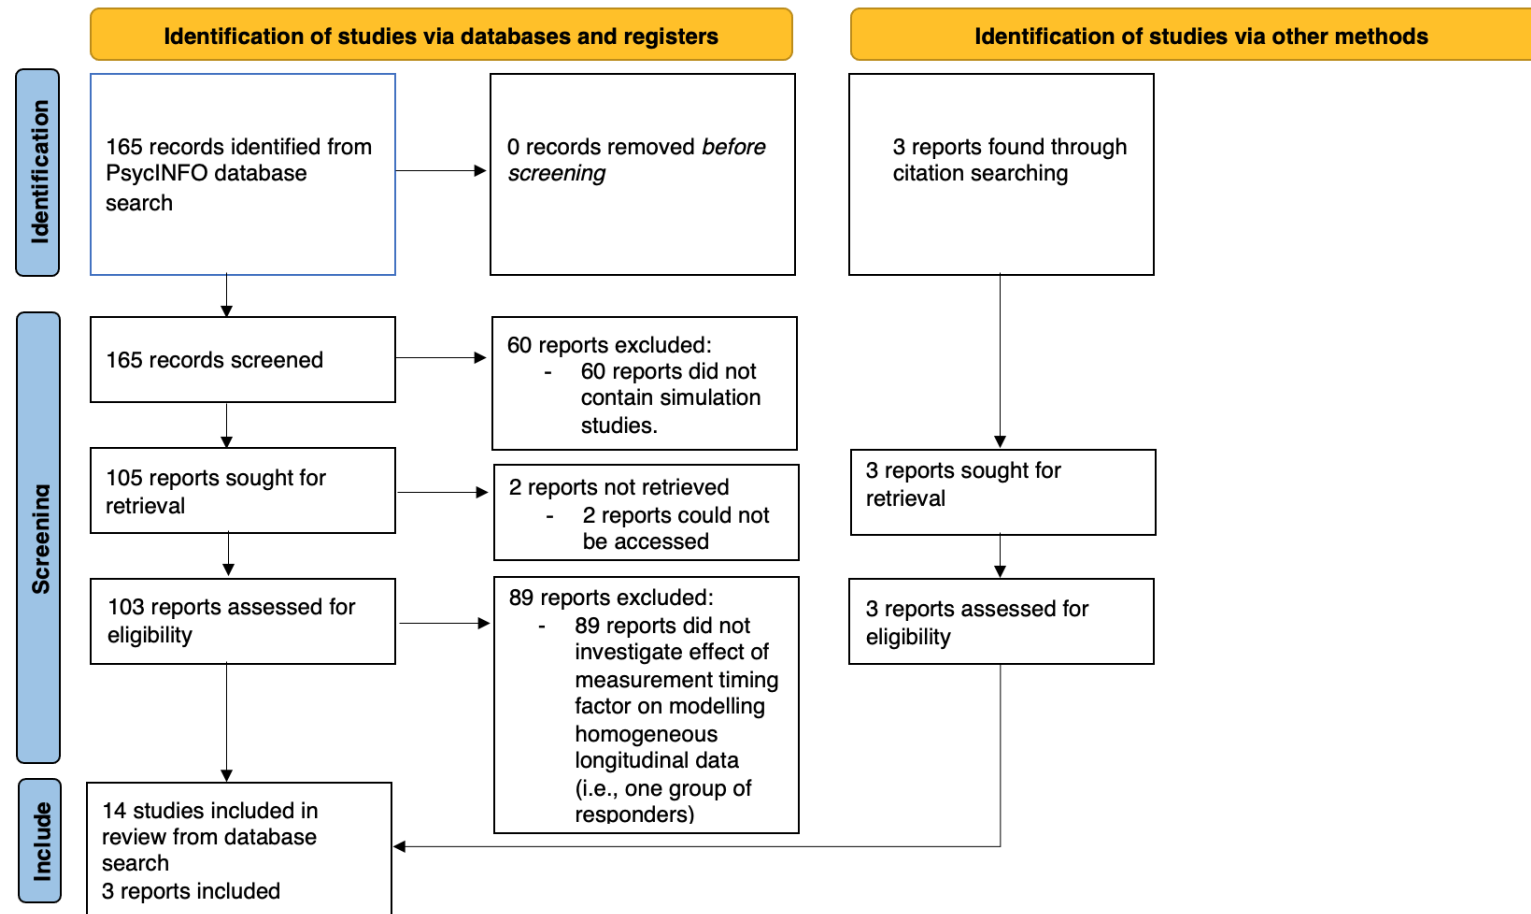 Identification of studies via databases and registers
Identification of studies via other methods
Identification
165 records identified from
PsycINFO database
search
0 records removed before
screening
3 reports found through
citation searching
Screening
165 records screened
60 reports excluded:
- 60 reports did not
contain simulation
studies.
105 reports sought for
retrieval
2 reports not retrieved
- 2 reports could not
be accessed
3 reports sought for
retrieval
103 reports assessed for
eligibility
89 reports excluded:
- 89 reports did not
investigate effect of
measurement timing
factor on modelling
homogeneous
longitudinal data
(i.e., one group of
responders)
3 reports assessed for
eligibility
Include
14 studies included in
review from database
search
3 reports included